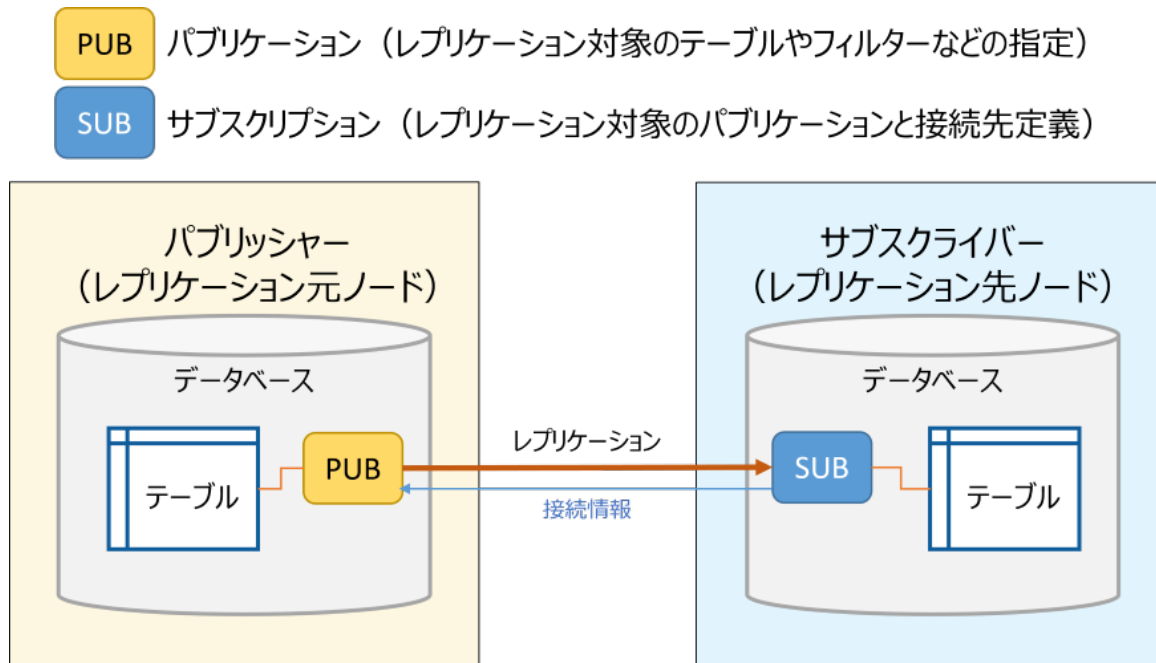 PUB パブリケーション（レプリケーション対象のテーブルやフィルターなどの指定）
SUB サブスクリプション（レプリケーション対象のパブリケーションと接続先定義）
パブリッシャー
（レプリケーション元ノード）
データベース
テーブル
PUB
レプリケーション
接続情報
サブスクライバー
（レプリケーション先ノード）
データベース
SUB
テーブル